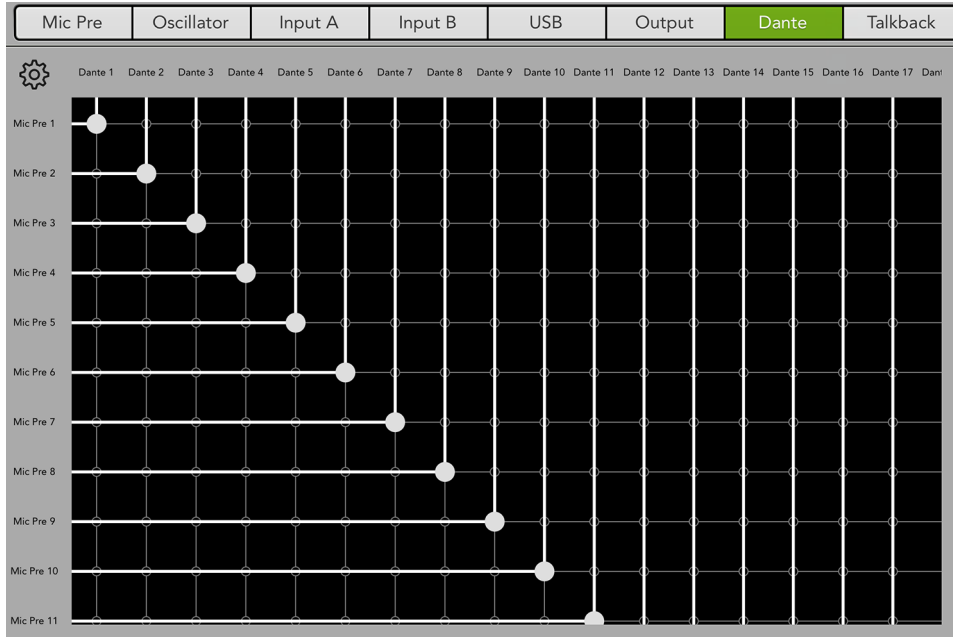 Mic Pre Oscillator Input A Input B USB Output Dante Talkback
Dante 1 Dante 2 Dante 3 Dante 4 Dante 5 Dante 6 Dante 7 Dante 8 Dante 9 Dante 10 Dante 11 Dante 12 Dante 13 Dante 14 Dante 15 Dante 16 Dante 17 Dant
Mic Pre 1
Mic Pre 2
Mic Pre 3
Mic Pre 4
Mic Pre 5
Mic Pre 6
Mic Pre 7
Mic Pre 8
Mic Pre 9
Mic Pre 10
Mic Pre 11